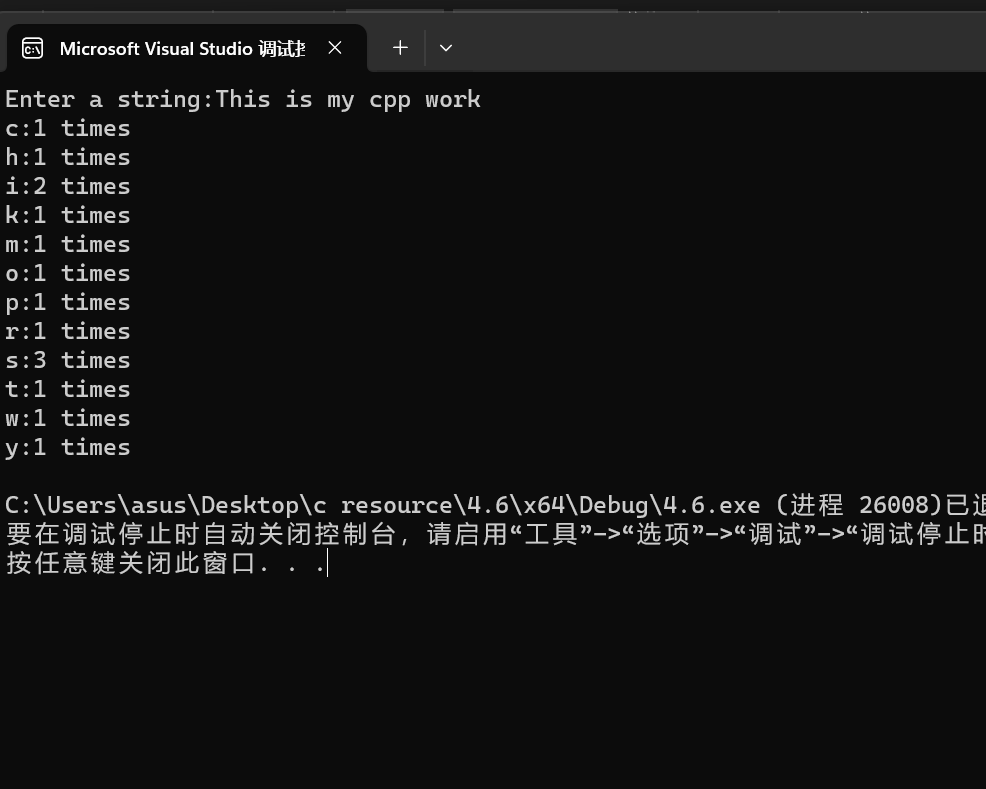 Microsoft Visual Studio 调试
Enter a string:This is my cpp work
c:1 times
h:1 times
i:2 times
k:1 times
m:1 times
o:1 times
p:1 times
r:1 times
s:3 times
t:1 times
w:1 times
y:1 times
C:\Users\asus\Desktop\c resource\4.6\x64\Debug\4.6.exe (进程 26008)已
要在调试停止时自动关闭控制台，请启用“工具”->“选项”->“调试”->“调试停止时
按任意键关闭此窗口. . .